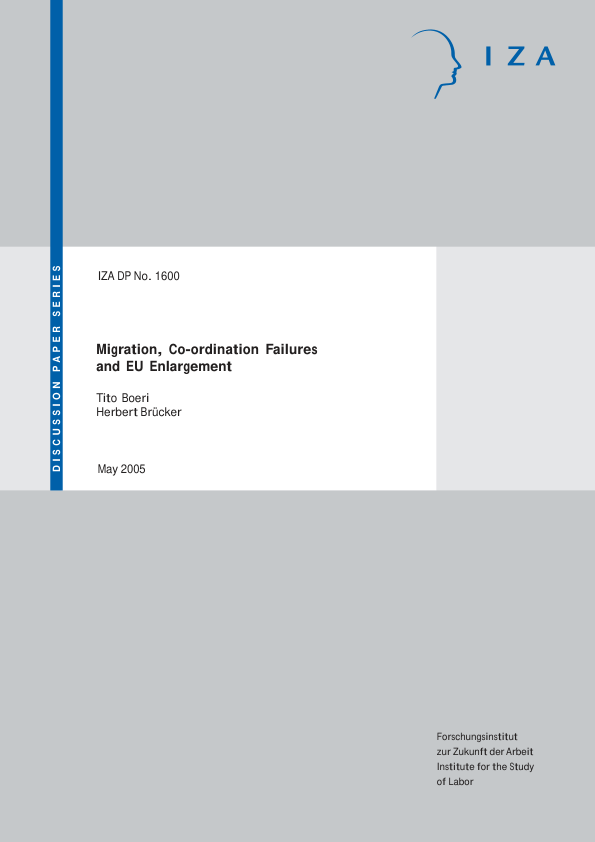 IZA
DISCUSSION PAPER SERIES
IZA DP No. 1600
Migration, Co-ordination Failures
and EU Enlargement
Tito Boeri
Herbert Brücker
May 2005
Forschungsinstitut
zur Zukunft der Arbeit
Institute for the Study
of Labor